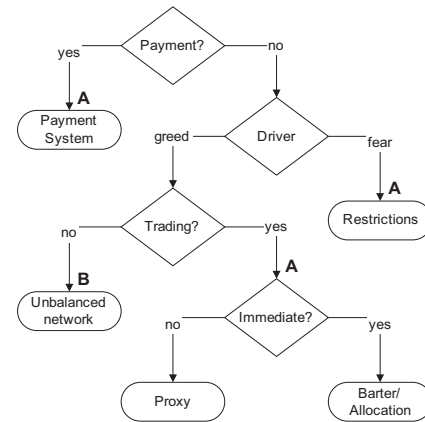 Payment?
yes
no
A
Payment
System
Driver
greed
fear
A
Restrictions
Trading?
no
yes
B
Unbalanced
network
A
Immediate?
no
yes
Proxy
Barter/
Allocation